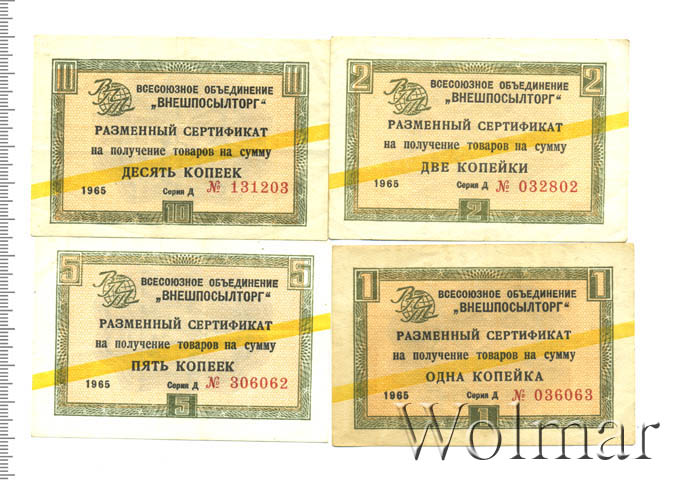 10 10
ВСЕСОЮЗНОЕ ОБЪЕДИНЕНИЕ
„ВНЕШПОСЫЛТОРГ“
РАЗМЕННЫЙ СЕРТИФИКАТ
на получение товаров на сумму
ДЕСЯТЬ КОПЕЕК
1965 Серия Д № 131203
10
2 2
ВСЕСОЮЗНОЕ ОБЪЕДИНЕНИЕ
„ВНЕШПОСЫЛТОРГ“
РАЗМЕННЫЙ СЕРТИФИКАТ
на получение товаров на сумму
ДВЕ КОПЕЙКИ
1965 Серия Д № 032802
2
5 5
ВСЕСОЮЗНОЕ ОБЪЕДИНЕНИЕ
„ВНЕШПОСЫЛТОРГ“
РАЗМЕННЫЙ СЕРТИФИКАТ
на получение товаров на сумму
ПЯТЬ КОПЕЕК
1965 Серия Д № 306062
5
1 1
ВСЕСОЮЗНОЕ ОБЪЕДИНЕНИЕ
„ВНЕШПОСЫЛТОРГ“
РАЗМЕННЫЙ СЕРТИФИКАТ
на получение товаров на сумму
ОДНА КОПЕЙКА
1965 Серия Д № 036063
1
Wolmar